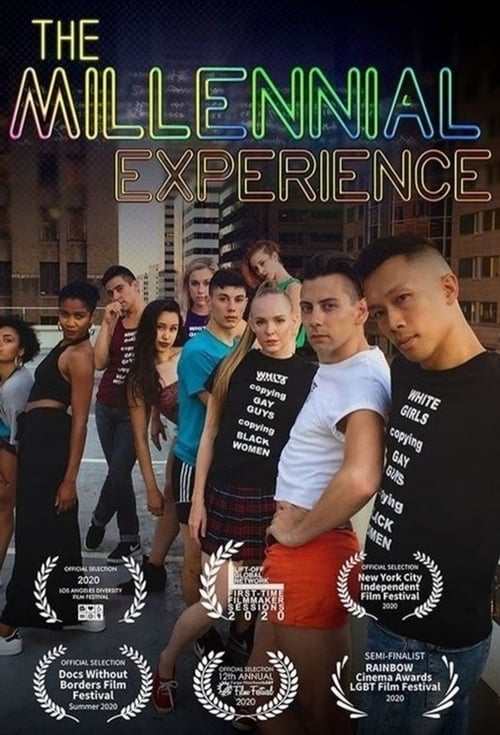 THE
MILLENNIAL
EXPERIENCE
WHITE
GIRLS
copying
GAY
GUYS
copying
BLACK
WOMEN
copying
GAY
GUYS
copying
BLACK
WOMEN
OFFICIAL SELECTION
2020
LOS ANGELES DIVERSITY
FILM FESTIVAL
LIFT-OFF
GLOBAL
NETWORK
FIRST-TIME
FILMMAKER
SESSIONS
2020
OFFICIAL SELECTION
New York City
Independent
Film Festival
2020
OFFICIAL SELECTION
Docs Without
Borders Film
Festival
Summer 2020
OFFICIAL SELECTION
12th ANNUAL
Film Festival
2020
SEMI-FINALIST
RAINBOW
Cinema Awards
LGBT Film Festival
2020